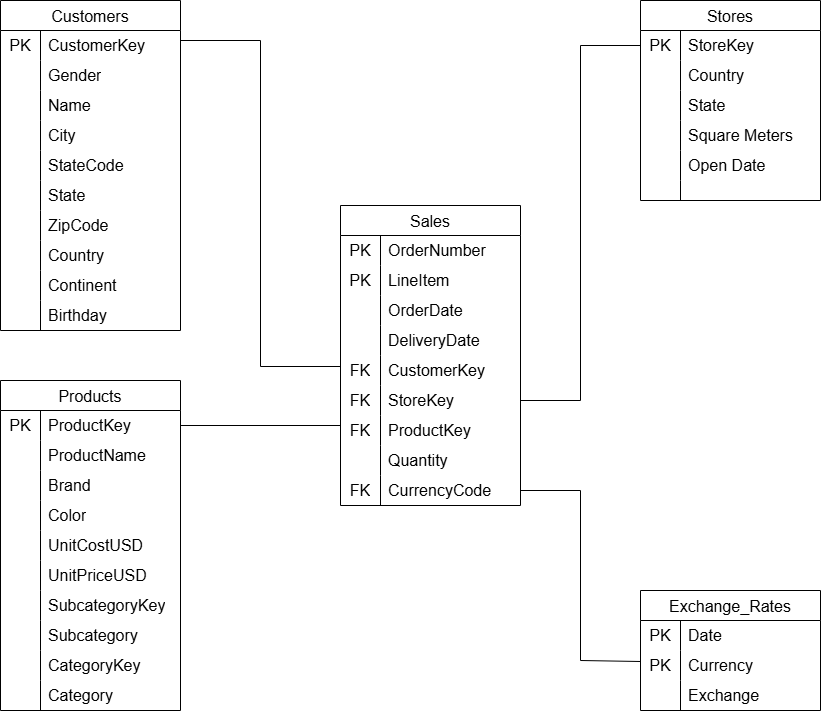 Customers
PK CustomerKey
Gender
Name
City
StateCode
State
ZipCode
Country
Continent
Birthday
Stores
PK StoreKey
Country
State
Square Meters
Open Date
Sales
PK OrderNumber
PK LineItem
OrderDate
DeliveryDate
FK CustomerKey
FK StoreKey
FK ProductKey
Quantity
FK CurrencyCode
Products
PK ProductKey
ProductName
Brand
Color
UnitCostUSD
UnitPriceUSD
SubcategoryKey
Subcategory
CategoryKey
Category
Exchange_Rates
PK Date
PK Currency
Exchange